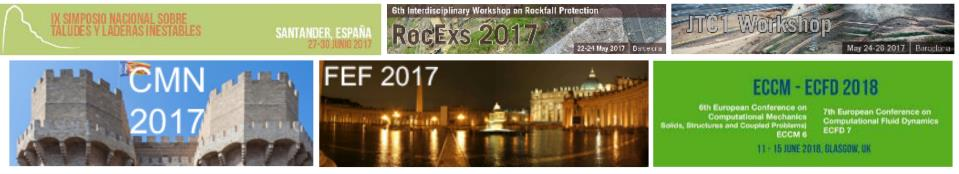 IX SIMPOSIO NACIONAL SOBRE
TALUDES Y LADERAS INESTABLES
SANTANDER, ESPAÑA
27-30 JUNIO 2017
6th Interdisciplinary Workshop on Rockfall Protection
RocExs 2017
22-24 May 2017 Barcelona
JTC1 Workshop
May 24-26 2017 Barcelona
CMN
2017
FEF 2017
ECCM - ECFD 2018
6th European Conference on
Computational Mechanics
Solids, Structures and Coupled Problems)
ECCM 6
7th European Conference on
Computational Fluid Dynamics
ECFD 7
11 - 15 JUNE 2018, GLASGOW, UK